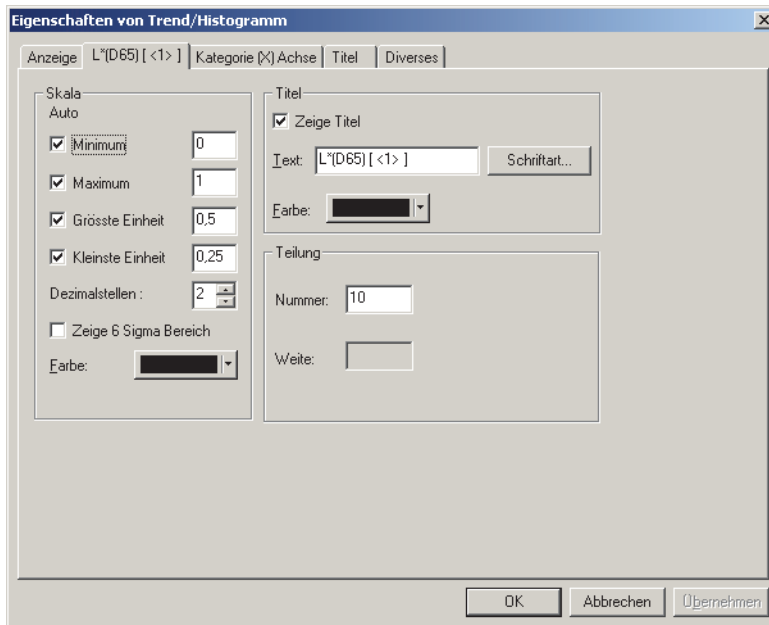 Eigenschaften von Trend/Histogramm
Anzeige
L*(D65) [ <1> ]
Kategorie (X) Achse
Titel
Diverses
Skala
Auto
Minimum
0
Maximum
1
Grösste Einheit
0,5
Kleinste Einheit
0,25
Dezimalstellen :
2
Zeige 6 Sigma Bereich
Farbe:
Titel
Zeige Titel
Text:
L*(D65) [ <1> ]
Schriftart...
Farbe:
Teilung
Nummer:
10
Weite:
OK
Abbrechen
Übernehmen